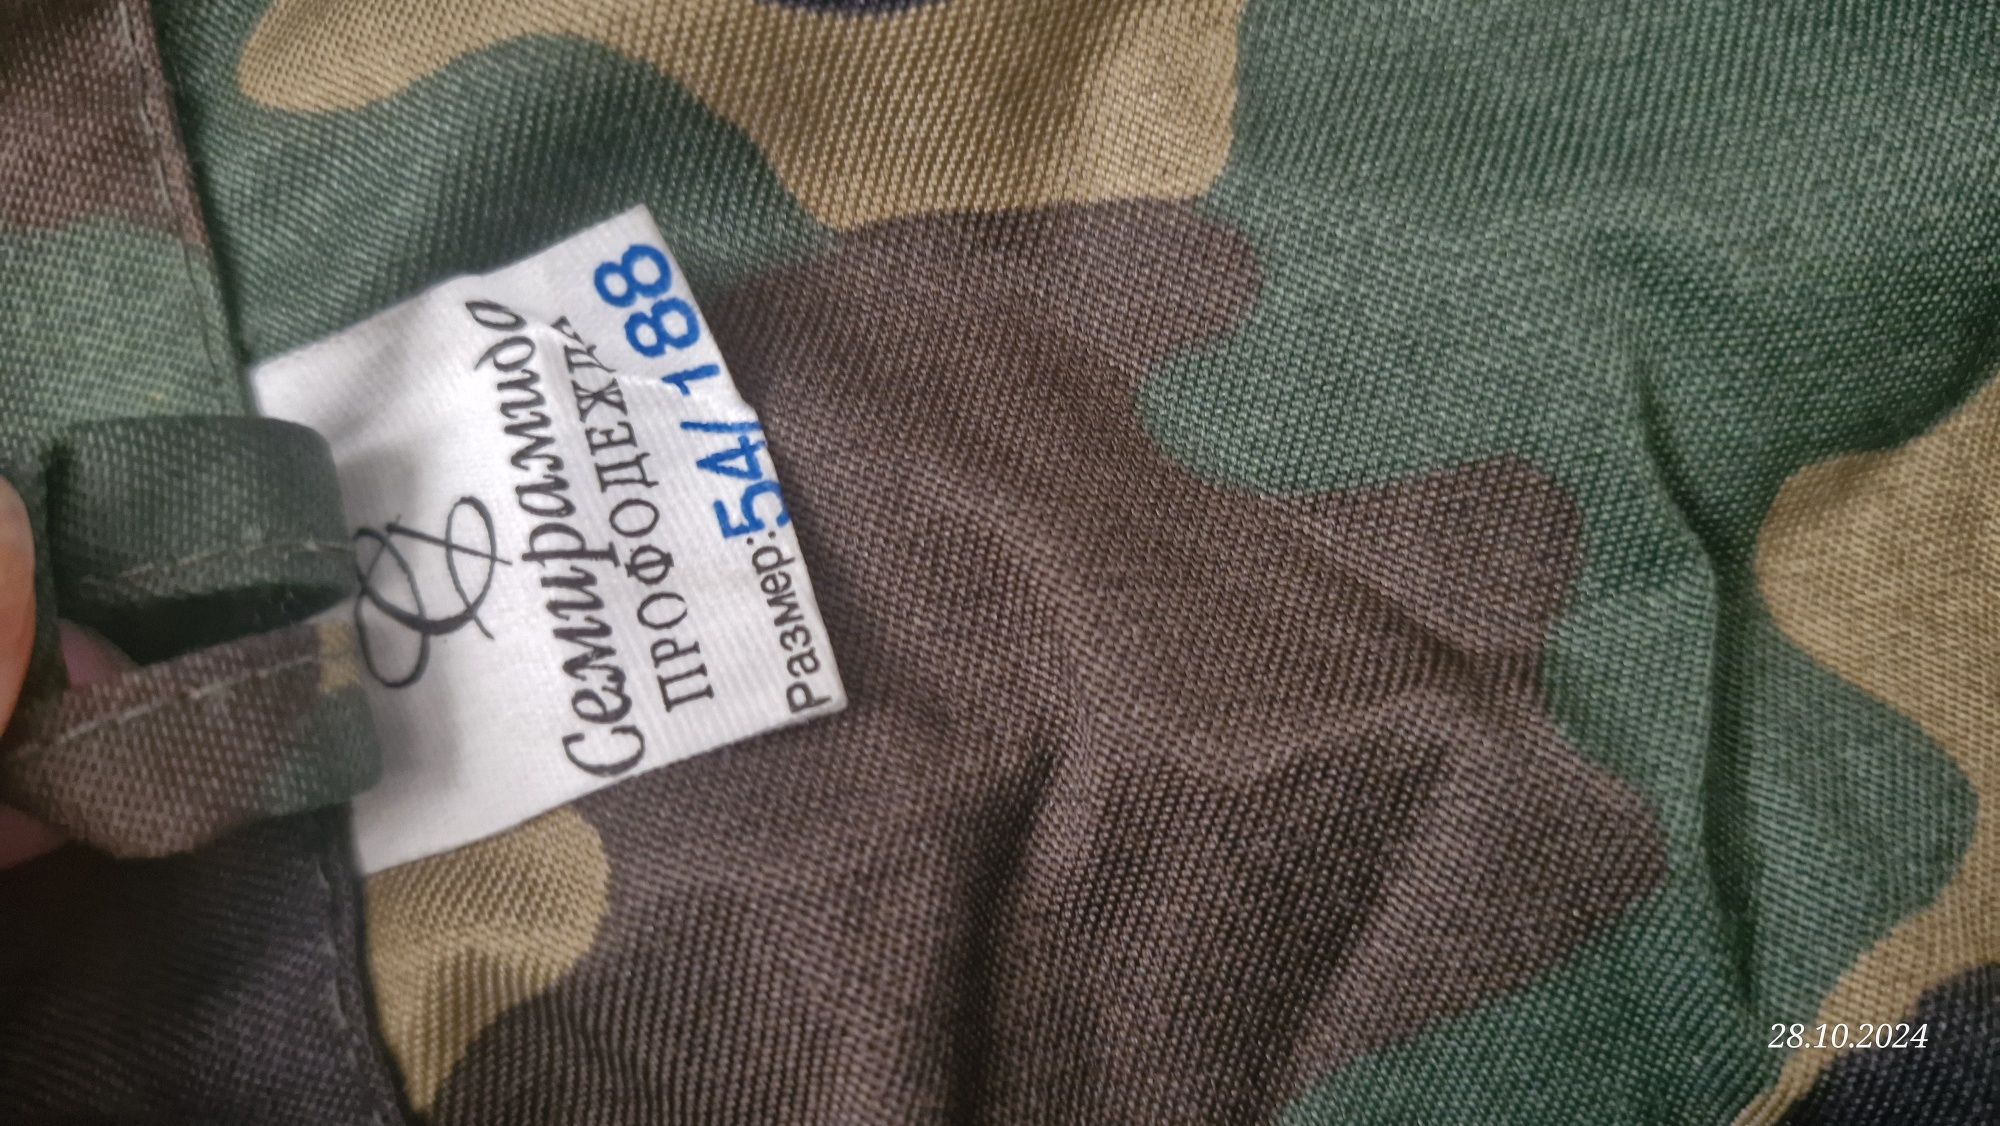 Семирамидо
ПРОФОДЕЖДА
Размер: 54/188
28.10.2024